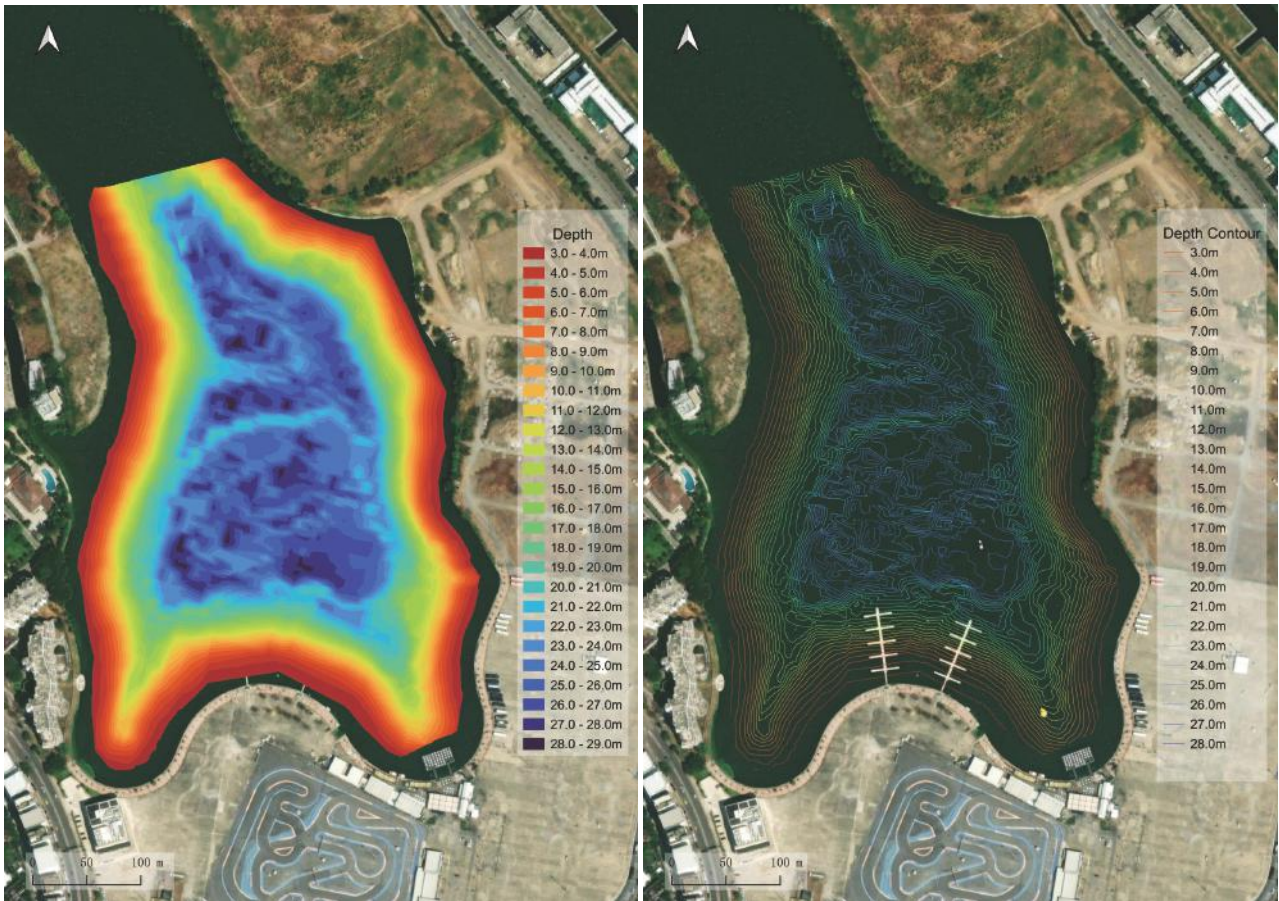 Depth
3.0 - 4.0m
4.0 - 5.0m
5.0 - 6.0m
6.0 - 7.0m
7.0 - 8.0m
8.0 - 9.0m
9.0 - 10.0m
10.0 - 11.0m
11.0 - 12.0m
12.0 - 13.0m
13.0 - 14.0m
14.0 - 15.0m
15.0 - 16.0m
16.0 - 17.0m
17.0 - 18.0m
18.0 - 19.0m
19.0 - 20.0m
20.0 - 21.0m
21.0 - 22.0m
22.0 - 23.0m
23.0 - 24.0m
24.0 - 25.0m
25.0 - 26.0m
26.0 - 27.0m
27.0 - 28.0m
28.0 - 29.0m
0 50 100 m
Depth Contour
3.0m
4.0m
5.0m
6.0m
7.0m
8.0m
9.0m
10.0m
11.0m
12.0m
13.0m
14.0m
15.0m
16.0m
17.0m
18.0m
19.0m
20.0m
21.0m
22.0m
23.0m
24.0m
25.0m
26.0m
27.0m
28.0m
0 50 100 m